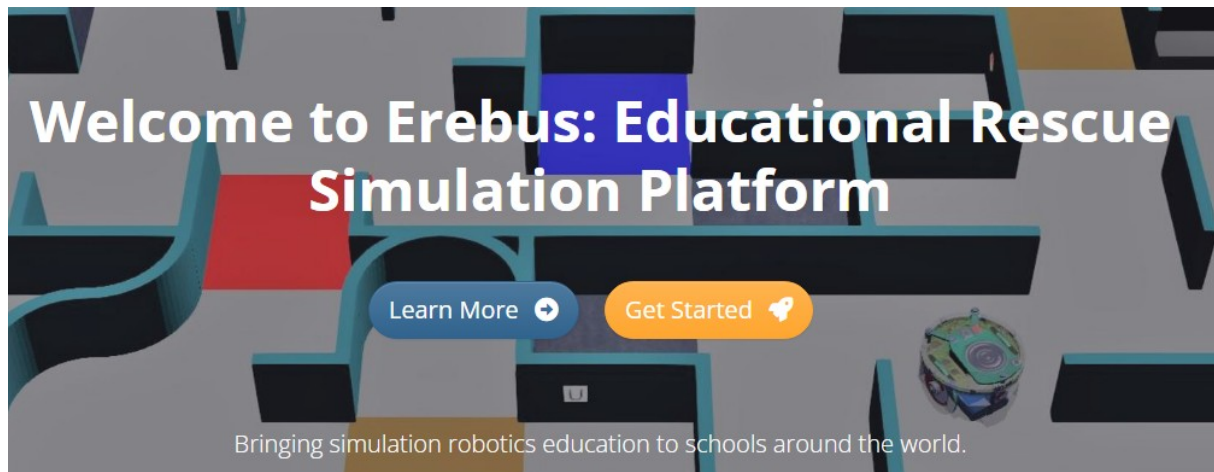 Welcome to Erebus: Educational Rescue
Simulation Platform
Learn More
Get Started
U
Bringing simulation robotics education to schools around the world.